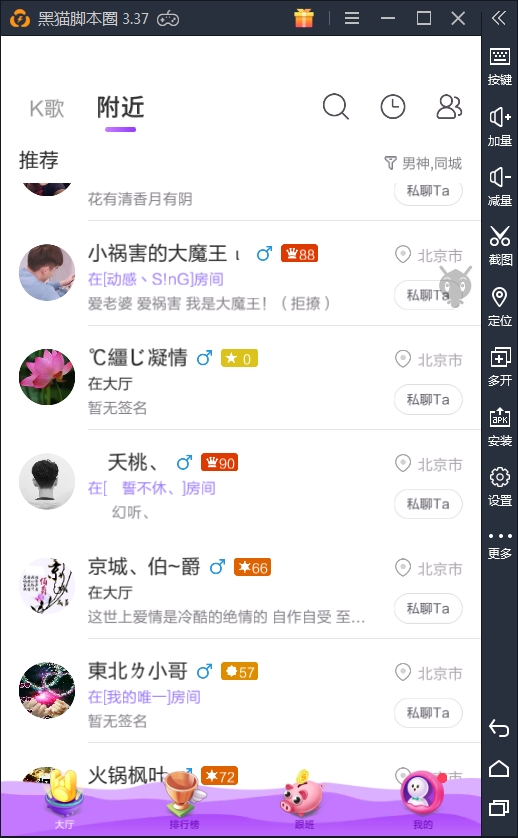 黑猫脚本圈 3.37
K歌 附近
推荐
男神,同城
花有清香月有阴
私聊Ta
小祸害的大魔王 ℩ ♂ 88
北京市
在[动感丶S!nG]房间
爱老婆 爱祸害 我是大魔王!（拒撩）
私聊Ta
℃繮じ凝情 ♂ 0
北京市
在大厅
暂无签名
私聊Ta
夭桃、 ♂ 90
北京市
在[ 誓不休、]房间
幻听、
私聊Ta
京城、伯~爵 ♂ 66
北京市
在大厅
这世上爱情是冷酷的绝情的 自作自受 至...
私聊Ta
東北ㄌ小哥 ♂ 57
北京市
在[我的唯一]房间
暂无签名
私聊Ta
火锅枫叶 72
北京市
大厅
排行榜
跟班
我的
按键
加量
减量
截图
定位
多开
APK
安装
设置
更多